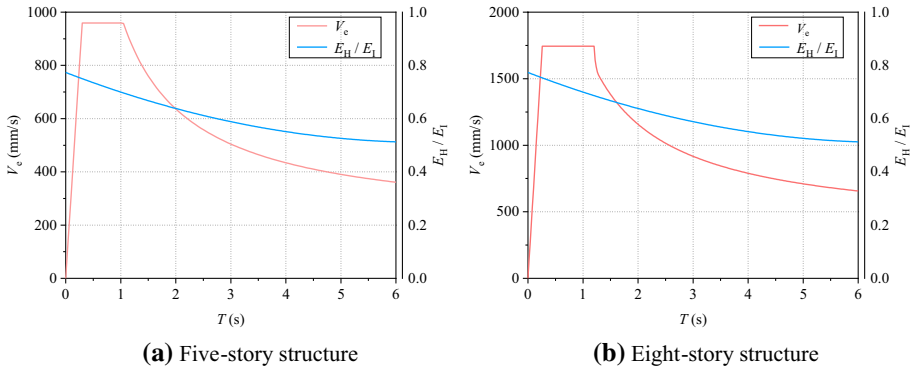 1000
800
600
400
200
0
V_e (mm/s)
V_e
E_H / E_I
1.0
0.8
0.6
0.4
0.2
0.0
E_H / E_I
0 1 2 3 4 5 6
T (s)
(a) Five-story structure
2000
1500
1000
750
500
250
0
V_e (mm/s)
V_e
E_H / E_I
1.0
0.8
0.6
0.4
0.2
0.0
E_H / E_I
0 1 2 3 4 5 6
T (s)
(b) Eight-story structure